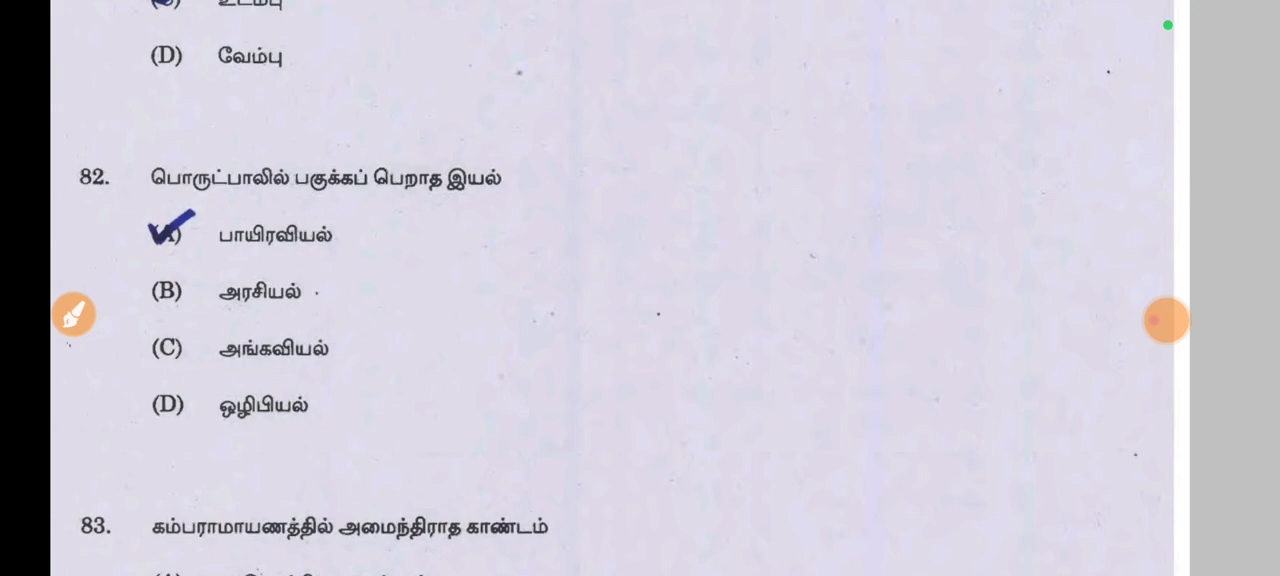 (D) வேம்பு
82. பொருட்பாலில் பகுக்கப் பெறாத இயல்
(A) பாயிரவியல்
(B) அரசியல்
(C) அங்கவியல்
(D) ஒழிபியல்
83. கம்பராமாயணத்தில் அமைந்திராத காண்டம்